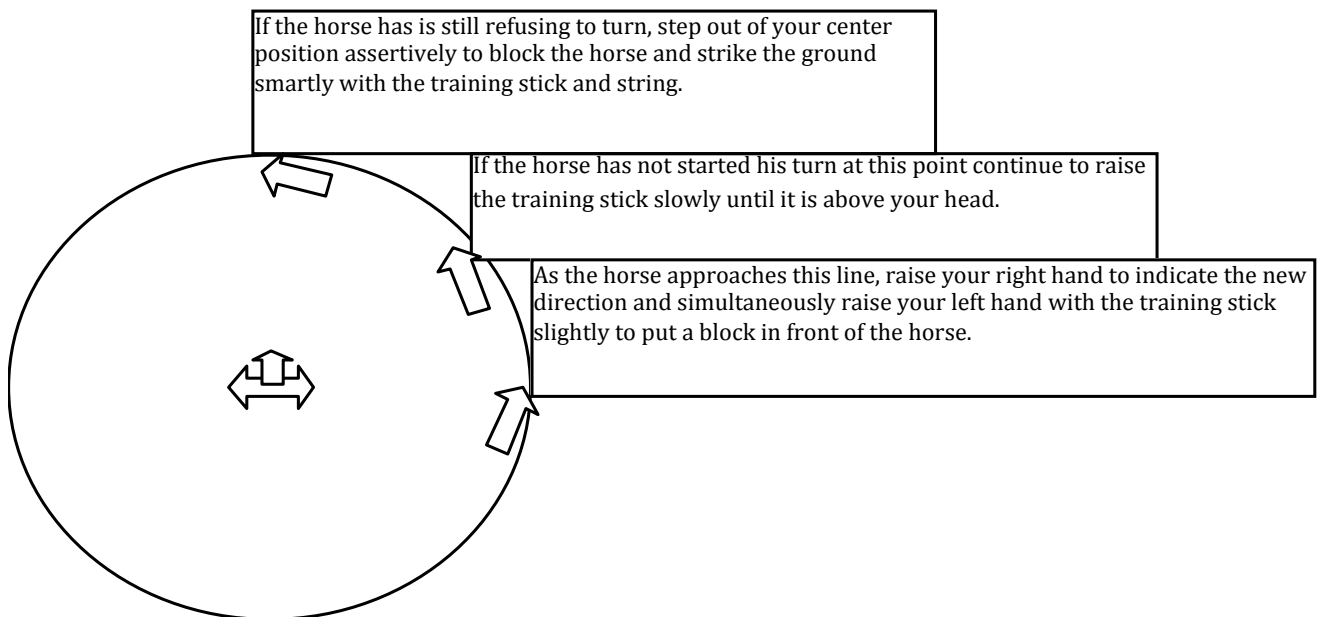 If the horse has is still refusing to turn, step out of your center
position assertively to block the horse and strike the ground
smartly with the training stick and string.
If the horse has not started his turn at this point continue to raise
the training stick slowly until it is above your head.
As the horse approaches this line, raise your right hand to indicate the new
direction and simultaneously raise your left hand with the training stick
slightly to put a block in front of the horse.